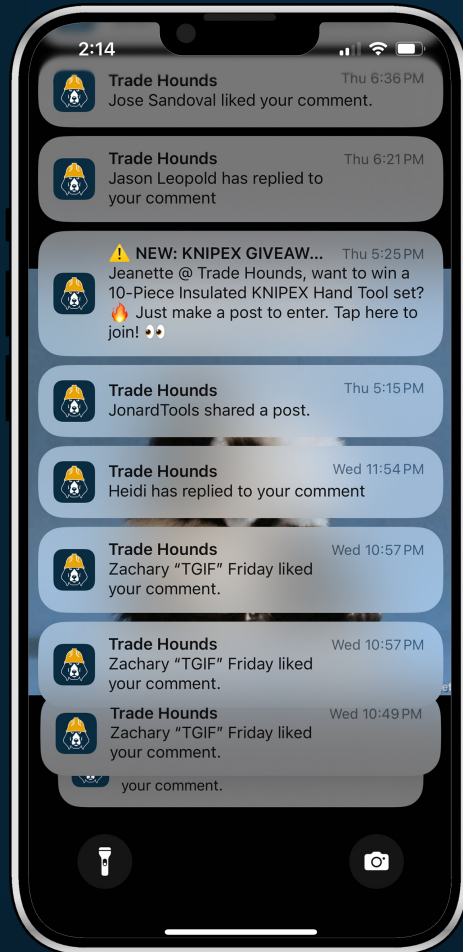 2:14
Trade Hounds
Thu 6:36 PM
Jose Sandoval liked your comment.
Trade Hounds
Thu 6:21 PM
Jason Leopold has replied to
your comment
⚠️ NEW: KNIPEX GIVEAW...
Thu 5:25 PM
Jeanette @ Trade Hounds, want to win a
10-Piece Insulated KNIPEX Hand Tool set?
🔥 Just make a post to enter. Tap here to
join! 👀
Trade Hounds
Thu 5:15 PM
JonardTools shared a post.
Trade Hounds
Wed 11:54 PM
Heidi has replied to your comment
Trade Hounds
Wed 10:57 PM
Zachary “TGIF” Friday liked
your comment.
Trade Hounds
Wed 10:57 PM
Zachary “TGIF” Friday liked
your comment.
Trade Hounds
Wed 10:49 PM
Zachary “TGIF” Friday liked
your comment.
your comment.